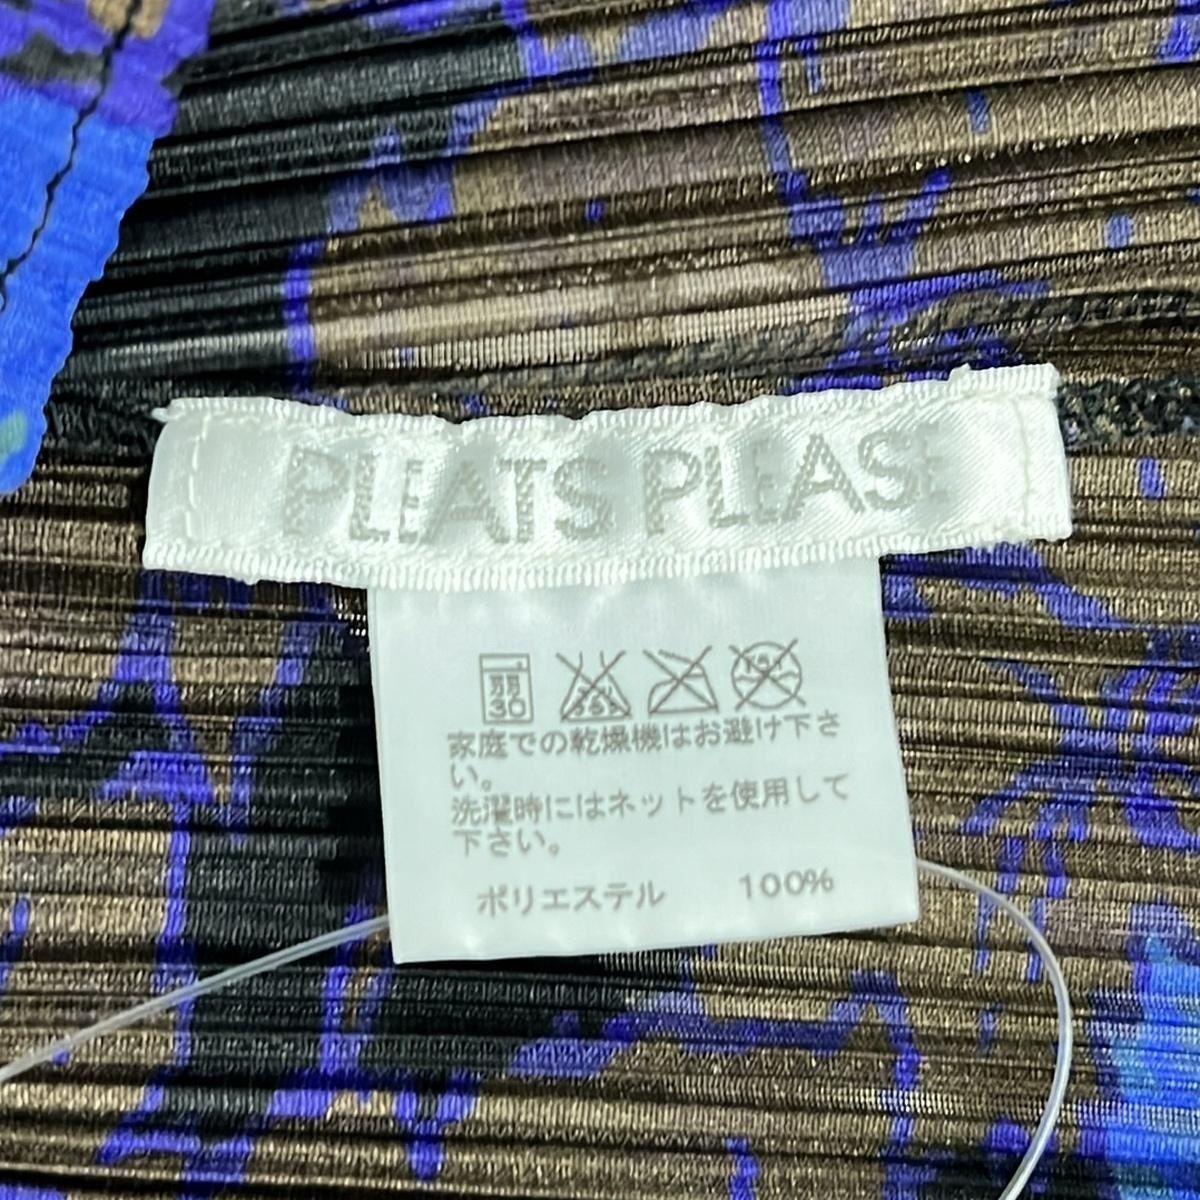 PLEATS PLEASE
弱
30
家庭での乾燥機はお避け下さ
い。
洗濯時にはネットを使用して
下さい。
ポリエステル 100%